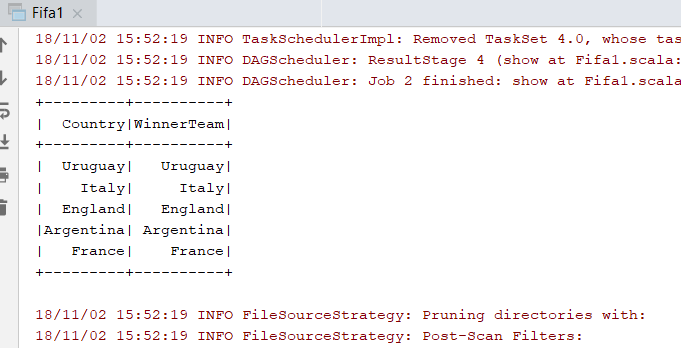 Fifa1
18/11/02 15:52:19 INFO TaskSchedulerImpl: Removed TaskSet 4.0, whose tas
18/11/02 15:52:19 INFO DAGScheduler: ResultStage 4 (show at Fifa1.scala:
18/11/02 15:52:19 INFO DAGScheduler: Job 2 finished: show at Fifa1.scala
+---------+----------+
|  Country|WinnerTeam|
+---------+----------+
|  Uruguay|   Uruguay|
|    Italy|     Italy|
|  England|   England|
|Argentina| Argentina|
|   France|    France|
+---------+----------+
18/11/02 15:52:19 INFO FileSourceStrategy: Pruning directories with:
18/11/02 15:52:19 INFO FileSourceStrategy: Post-Scan Filters: